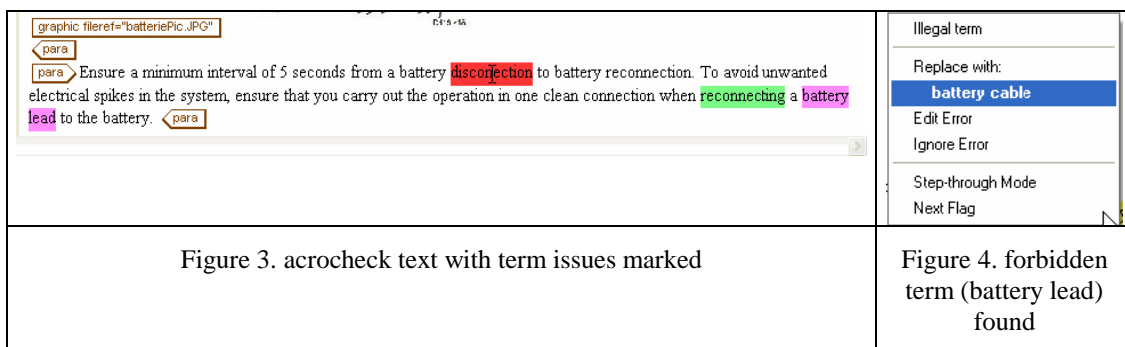 graphic fileref="batteriePic.JPG"
para
para Ensure a minimum interval of 5 seconds from a battery disconection to battery reconnection. To avoid unwanted
electrical spikes in the system, ensure that you carry out the operation in one clean connection when reconnecting a battery
lead to the battery. para
Illegal term
Replace with:
battery cable
Edit Error
Ignore Error
Step-through Mode
Next Flag
Figure 3. acrocheck text with term issues marked
Figure 4. forbidden
term (battery lead)
found